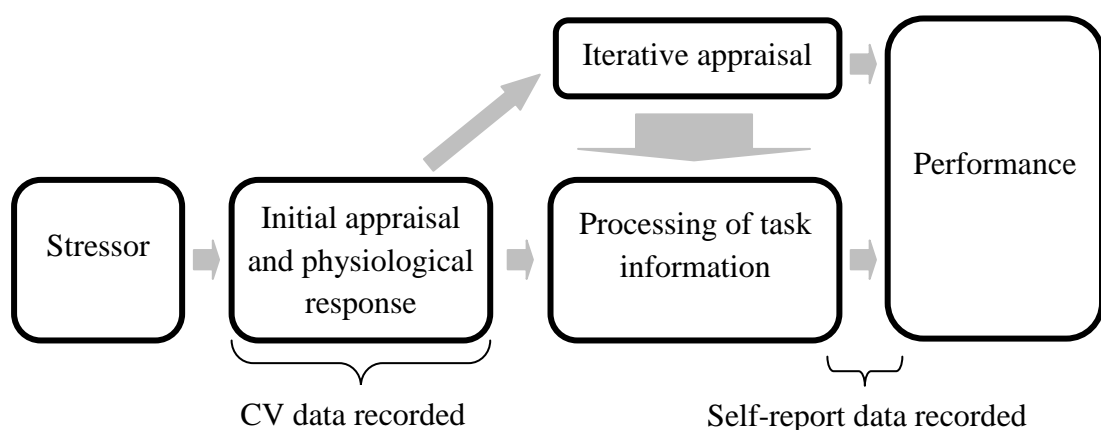 Stressor
Initial appraisal
and physiological
response
CV data recorded
Iterative appraisal
Processing of task
information
Self-report data recorded
Performance